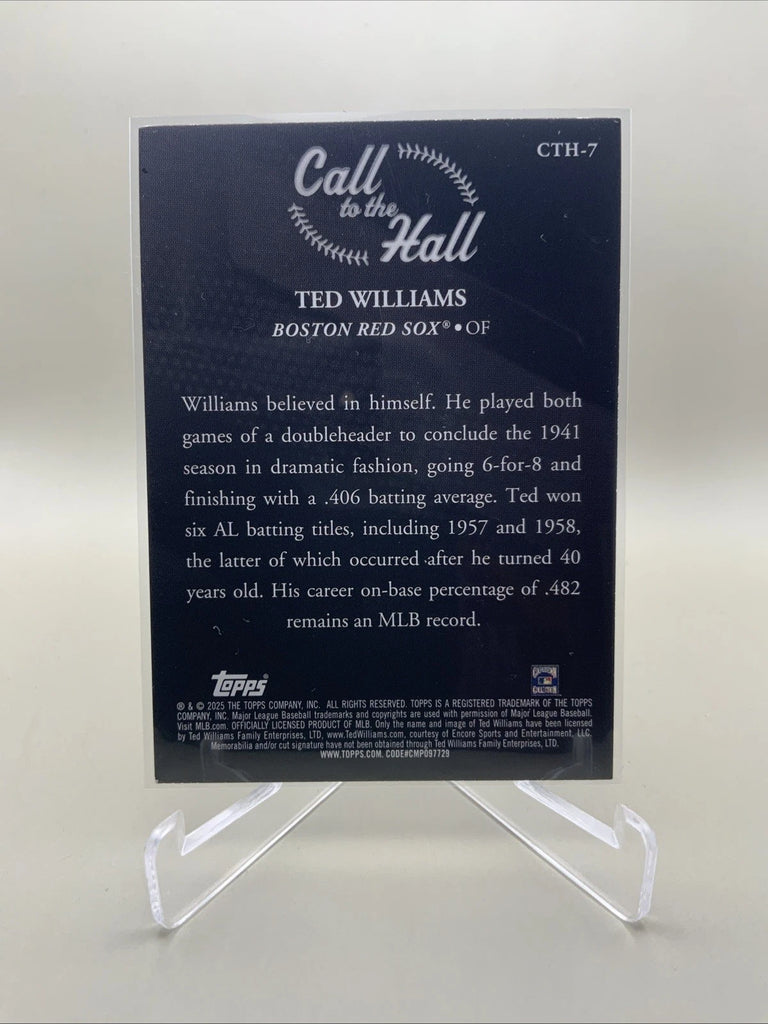 CTH-7
Call
to the
Hall
TED WILLIAMS
BOSTON RED SOX® • OF
Williams believed in himself. He played both
games of a doubleheader to conclude the 1941
season in dramatic fashion, going 6-for-8 and
finishing with a .406 batting average. Ted won
six AL batting titles, including 1957 and 1958,
the latter of which occurred after he turned 40
years old. His career on-base percentage of .482
remains an MLB record.
Topps®
® & © 2025 THE TOPPS COMPANY, INC. ALL RIGHTS RESERVED. TOPPS IS A REGISTERED TRADEMARK OF THE TOPPS
COMPANY, INC. Major League Baseball trademarks and copyrights are used with permission of Major League Baseball.
Visit MLB.com. OFFICIALLY LICENSED PRODUCT OF MLB. Only the name and image of Ted Williams have been licensed
by Ted Williams Family Enterprises, LTD, www.TedWilliams.com, courtesy of Encore Sports and Entertainment, LLC.
Memorabilia and/or cut signature have not been obtained through Ted Williams Family Enterprises, LTD.
WWW.TOPPS.COM. CODE#CMP097729